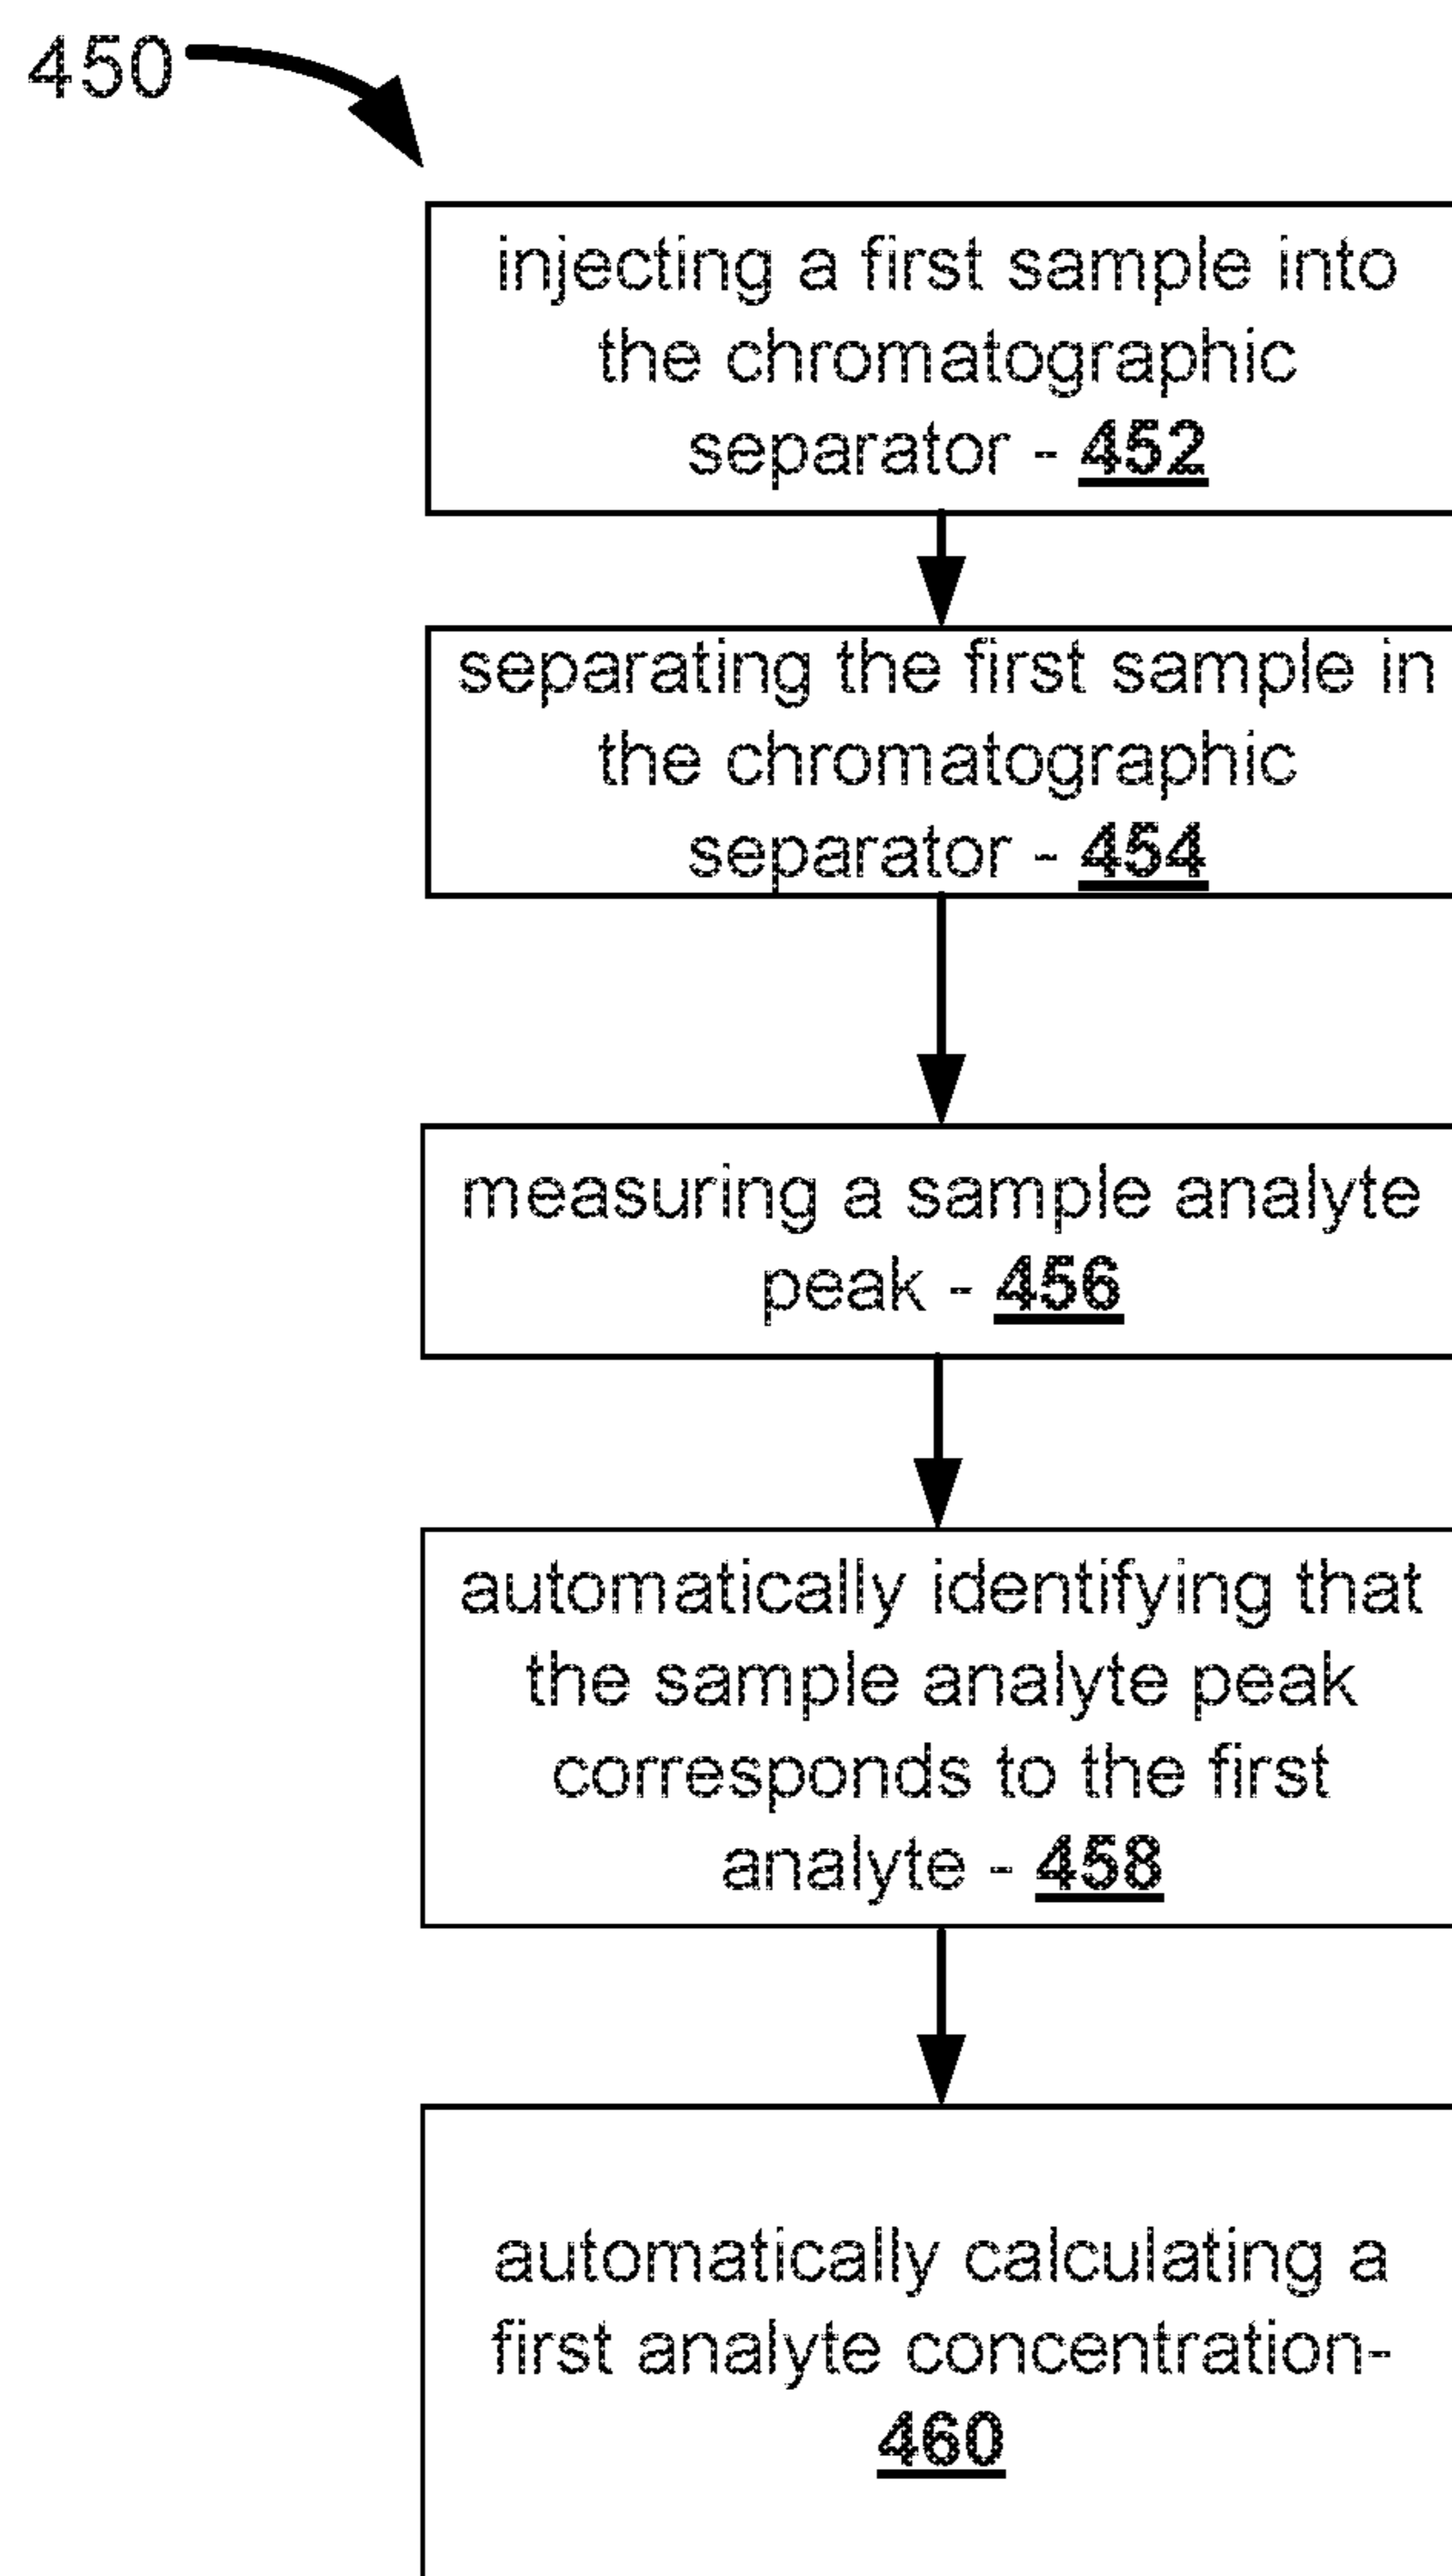 450
injecting a first sample into
the chromatographic
separator - 452
separating the first sample in
the chromatographic
separator - 454
measuring a sample analyte
peak - 456
automatically identifying that
the sample analyte peak
corresponds to the first
analyte - 458
automatically calculating a
first analyte concentration-
460